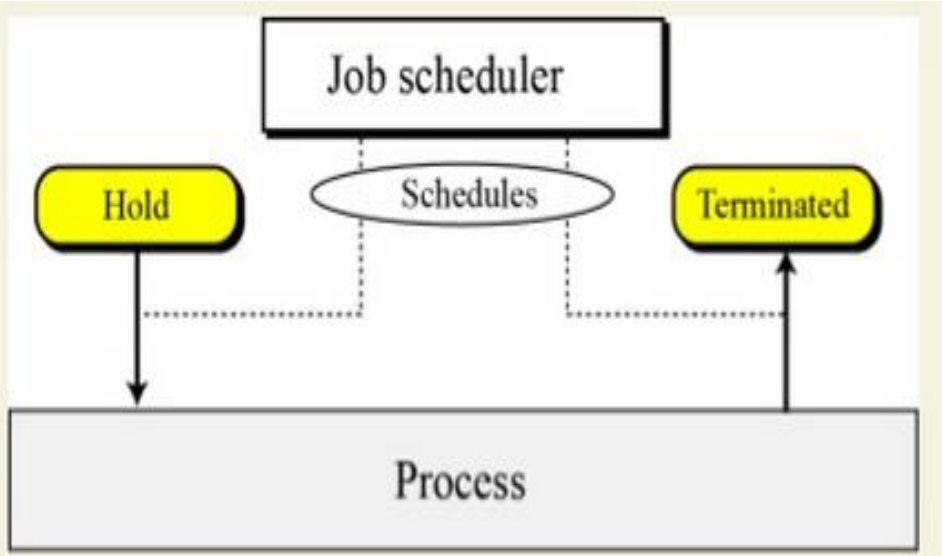 Job scheduler
Hold
Schedules
Terminated
Process